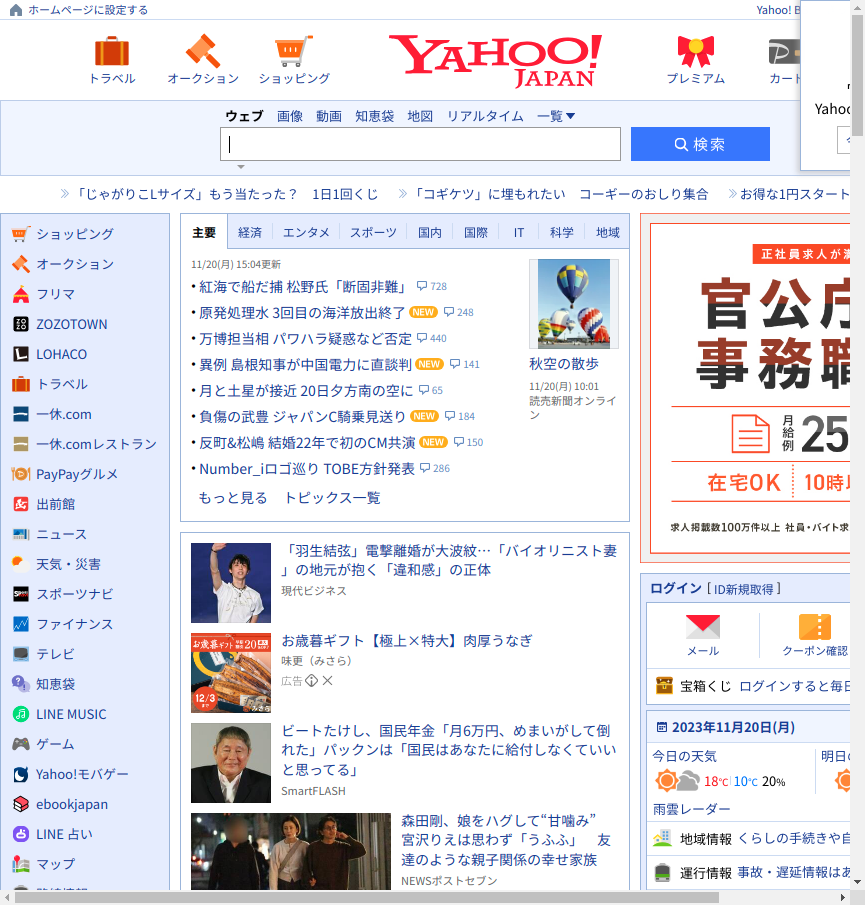 ホームページに設定する
Yahoo! B
トラベル
オークション
ショッピング
YAHOO!
JAPAN
プレミアム
カード
Yahoo
ウェブ 画像 動画 知恵袋 地図 リアルタイム 一覧
検索
「じゃがりこLサイズ」もう当たった？ 1日1回くじ
「コギケツ」に埋もれたい コーギーのおしり集合
お得な1円スタート
ショッピング
オークション
フリマ
ZOZOTOWN
LOHACO
トラベル
一休.com
一休.comレストラン
PayPayグルメ
出前館
ニュース
天気・災害
スポーツナビ
ファイナンス
テレビ
知恵袋
LINE MUSIC
ゲーム
Yahoo!モバゲー
ebookjapan
LINE 占い
マップ
主要 経済 エンタメ スポーツ 国内 国際 IT 科学 地域
11/20(月) 15:04更新
紅海で船だ捕 松野氏「断固非難」 728
原発処理水 3回目の海洋放出終了 NEW 248
万博担当相 パワハラ疑惑など否定 440
異例 島根知事が中国電力に直談判 NEW 141
月と土星が接近 20日夕方南の空に 65
負傷の武豊 ジャパンC騎乗見送り NEW 184
反町&松嶋 結婚22年で初のCM共演 NEW 150
Number_iロゴ巡り TOBE方針発表 286
もっと見る トピックス一覧
秋空の散歩
11/20(月) 10:01
読売新聞オンライ
ン
「羽生結弦」電撃離婚が大波紋…「バイオリニスト妻
」の地元が抱く「違和感」の正体
現代ビジネス
お歳暮ギフト【極上×特大】肉厚うなぎ
味更（みさら）
広告
お歳暮ギフト
12/3
まで
みさら
ビートたけし、国民年金「月6万円、めまいがして倒
れた」パックンは「国民はあなたに給付しなくていい
と思ってる」
SmartFLASH
森田剛、娘をハグして“甘噛み”
宮沢りえは思わず「うふふ」 友
達のような親子関係の幸せ家族
NEWSポストセブン
正社員求人が満
官公庁
事務職
月給例
25
在宅OK
10時
求人掲載数100万件以上 社員・バイト求
ログイン [ ID新規取得 ]
メール
クーポン確認
宝箱くじ ログインすると毎日
2023年11月20日(月)
今日の天気
明日の
18℃ 10℃ 20%
雨雲レーダー
地域情報 くらしの手続きや自
運行情報 事故・遅延情報はあ